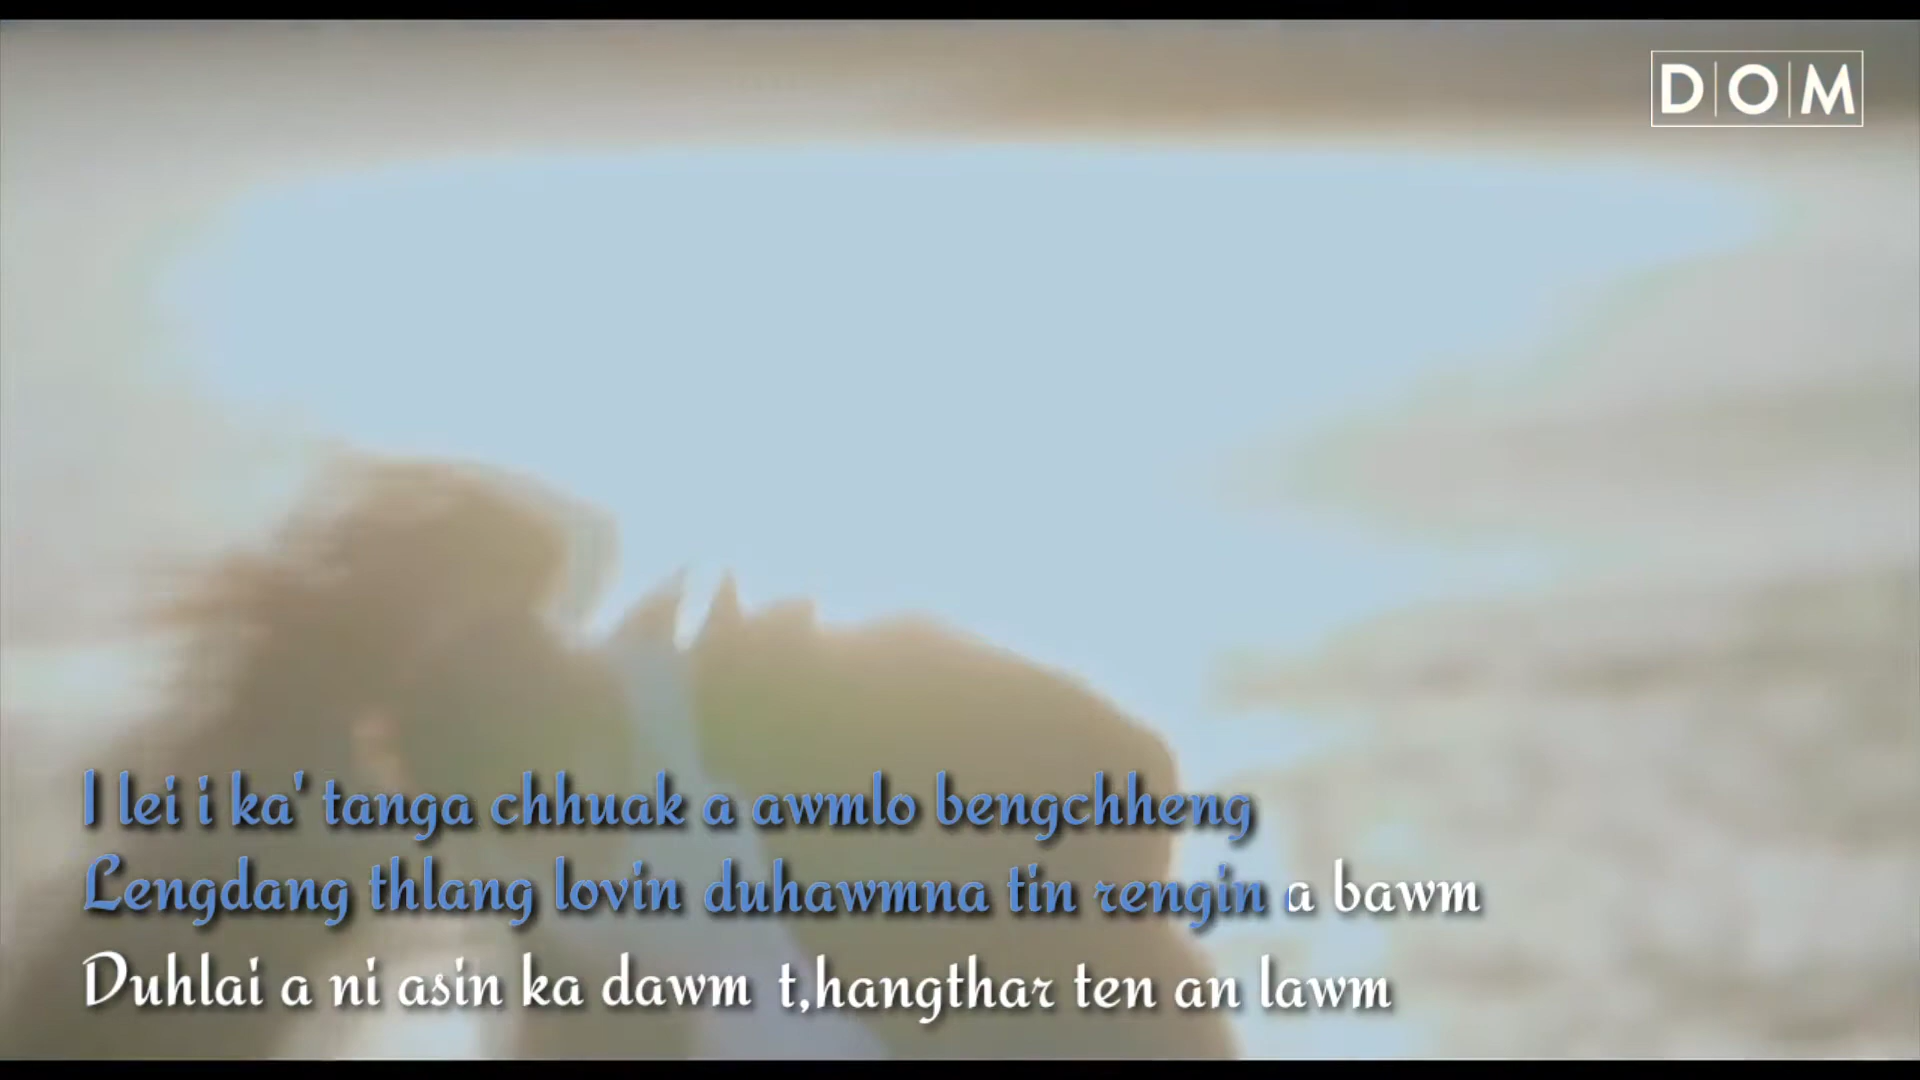 D|O|M
I lei i ka' tanga chhuak a awmlo bengchheng
Lengdang thlang lovin duhawmna tin rengin a bawm
Duhlai a ni asin ka dawm t,hangthar ten an lawm